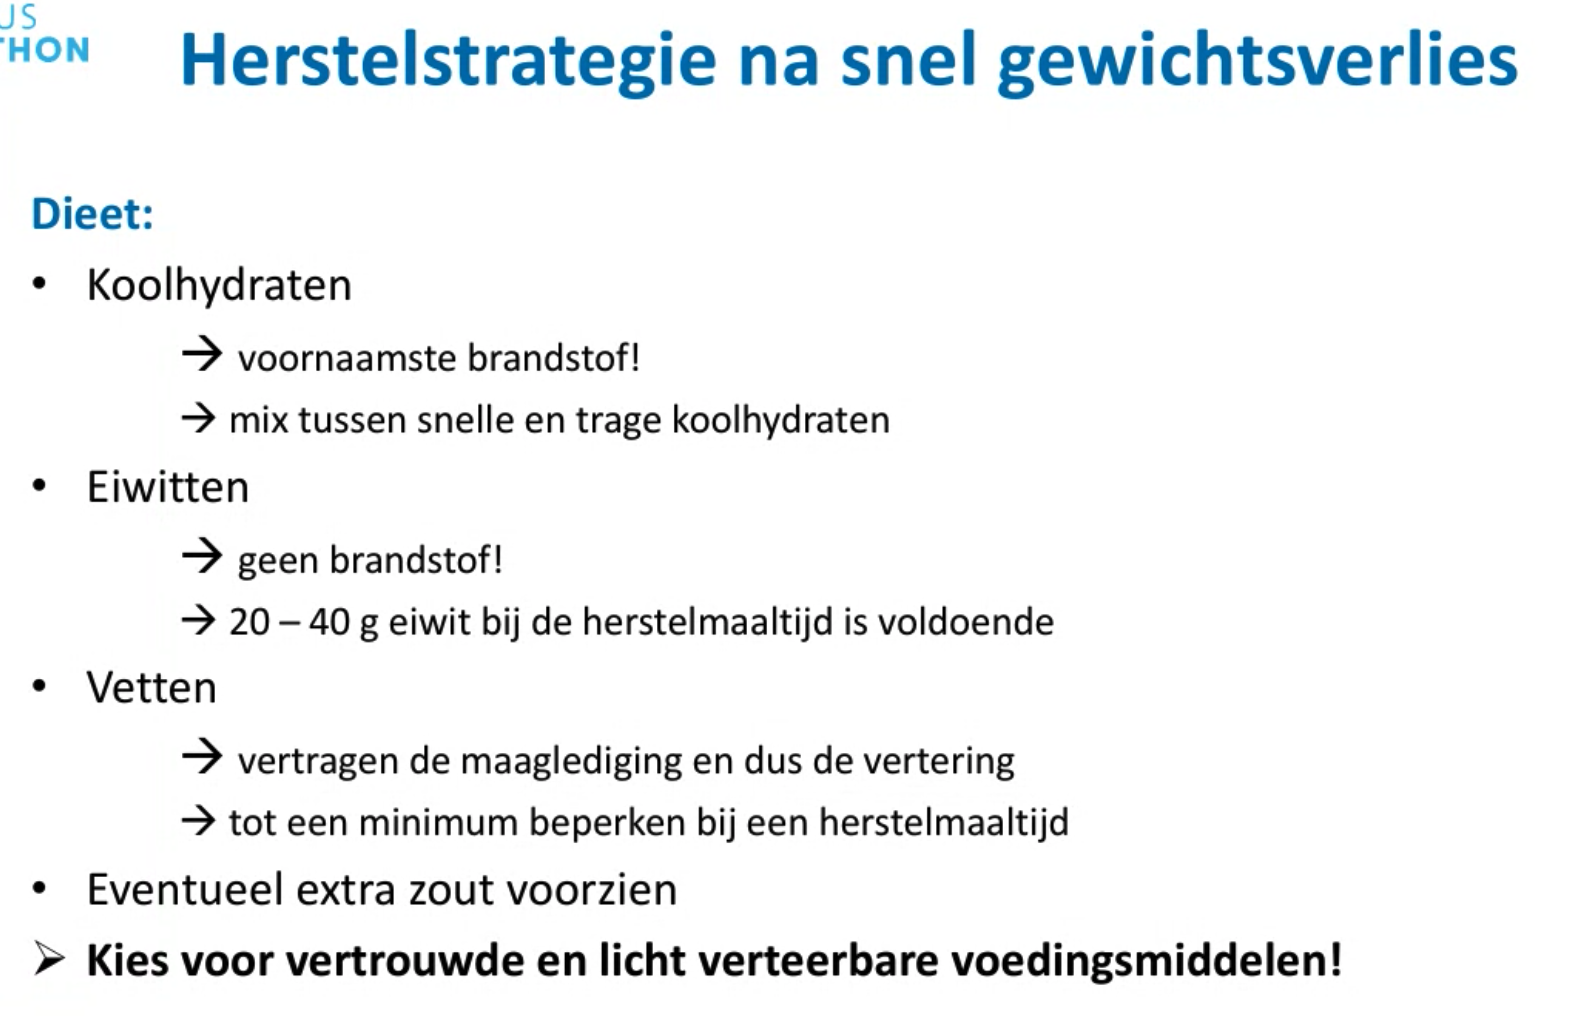 US
THON
Herstelstrategie na snel gewichtsverlies
Dieet:
• Koolhydraten
→ voornaamste brandstof!
→ mix tussen snelle en trage koolhydraten
• Eiwitten
→ geen brandstof!
→ 20 – 40 g eiwit bij de herstelmaaltijd is voldoende
• Vetten
→ vertragen de maaglediging en dus de vertering
→ tot een minimum beperken bij een herstelmaaltijd
• Eventueel extra zout voorzien
➢ Kies voor vertrouwde en licht verteerbare voedingsmiddelen!